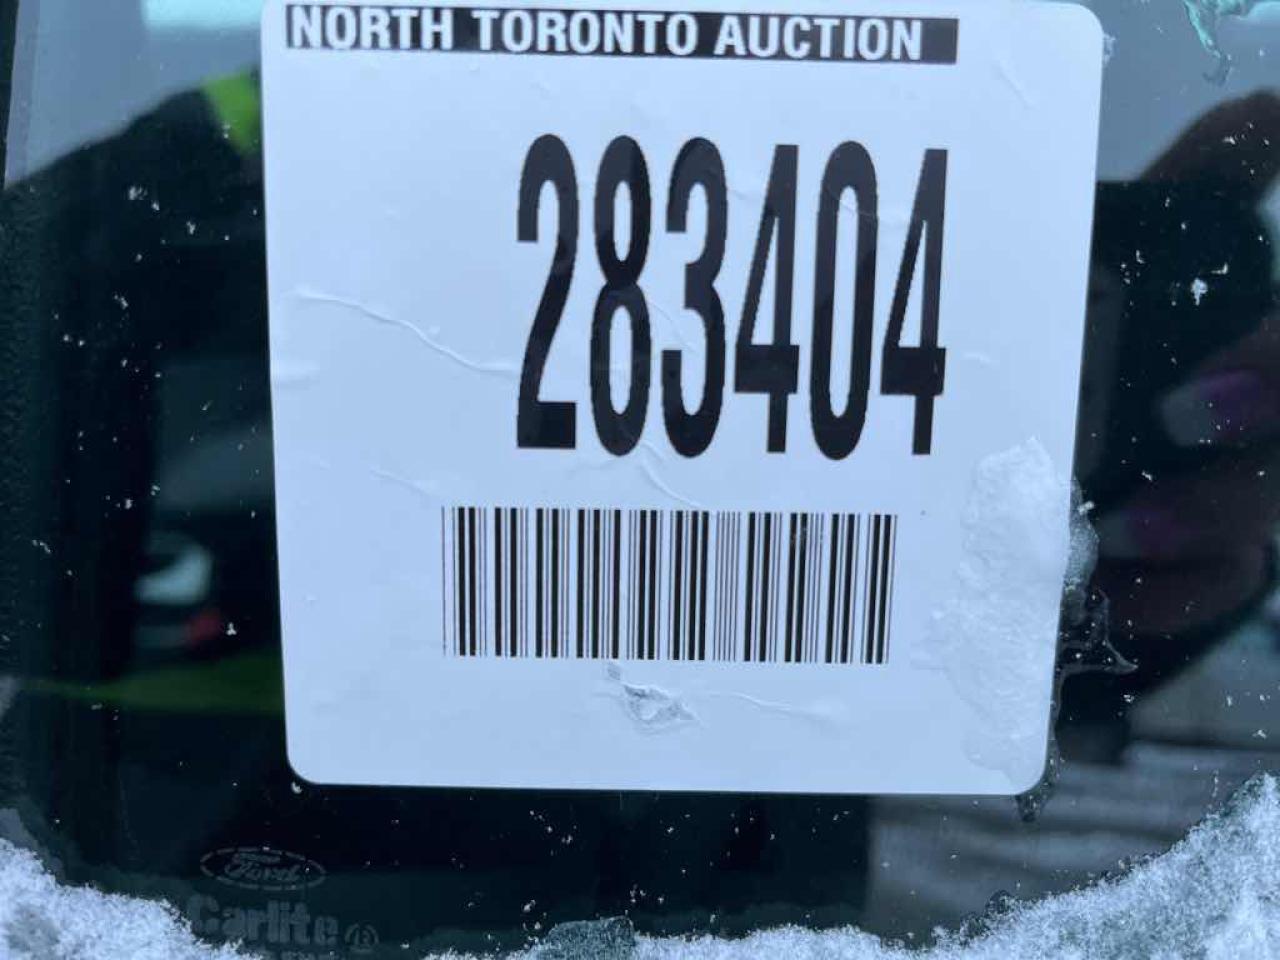 NORTH TORONTO AUCTION
283404
Ford
Carlite